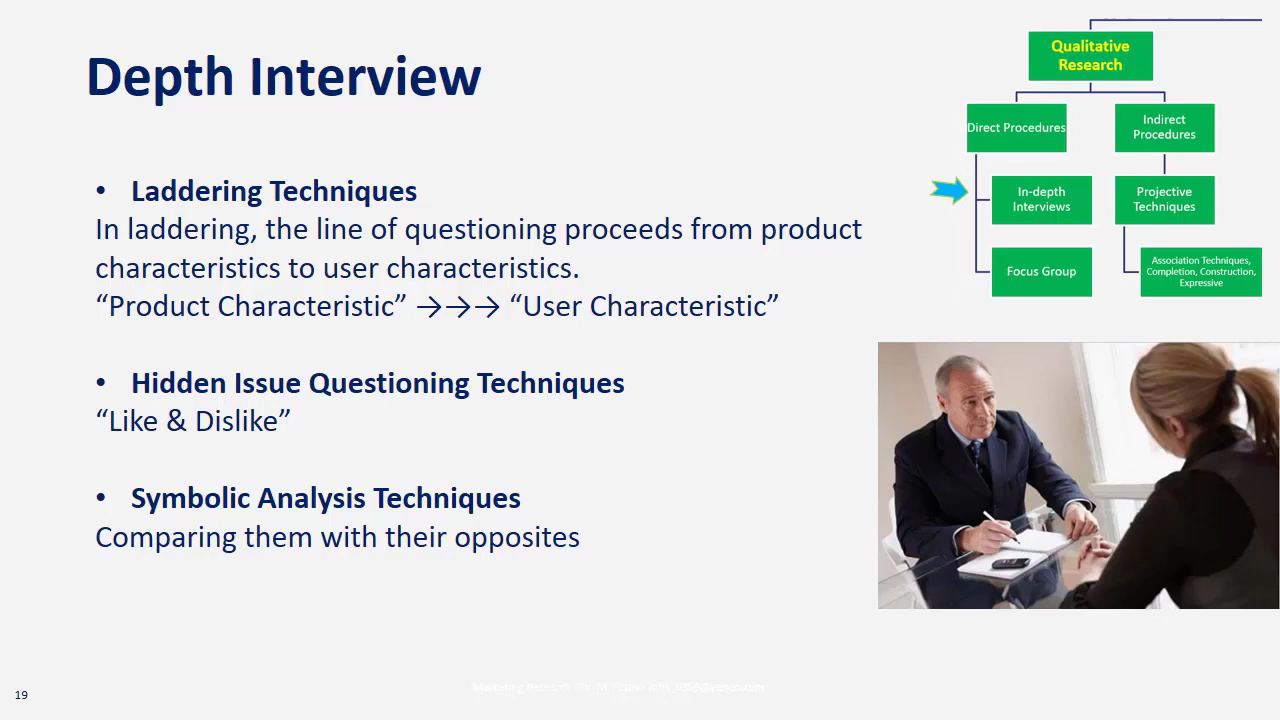 Depth Interview
• Laddering Techniques
In laddering, the line of questioning proceeds from product
characteristics to user characteristics.
“Product Characteristic” →→→ “User Characteristic”
• Hidden Issue Questioning Techniques
“Like & Dislike”
• Symbolic Analysis Techniques
Comparing them with their opposites
Qualitative
Research
Direct Procedures
Indirect
Procedures
In-depth
Interviews
Projective
Techniques
Focus Group
Association Techniques,
Completion, Construction,
Expressive
19